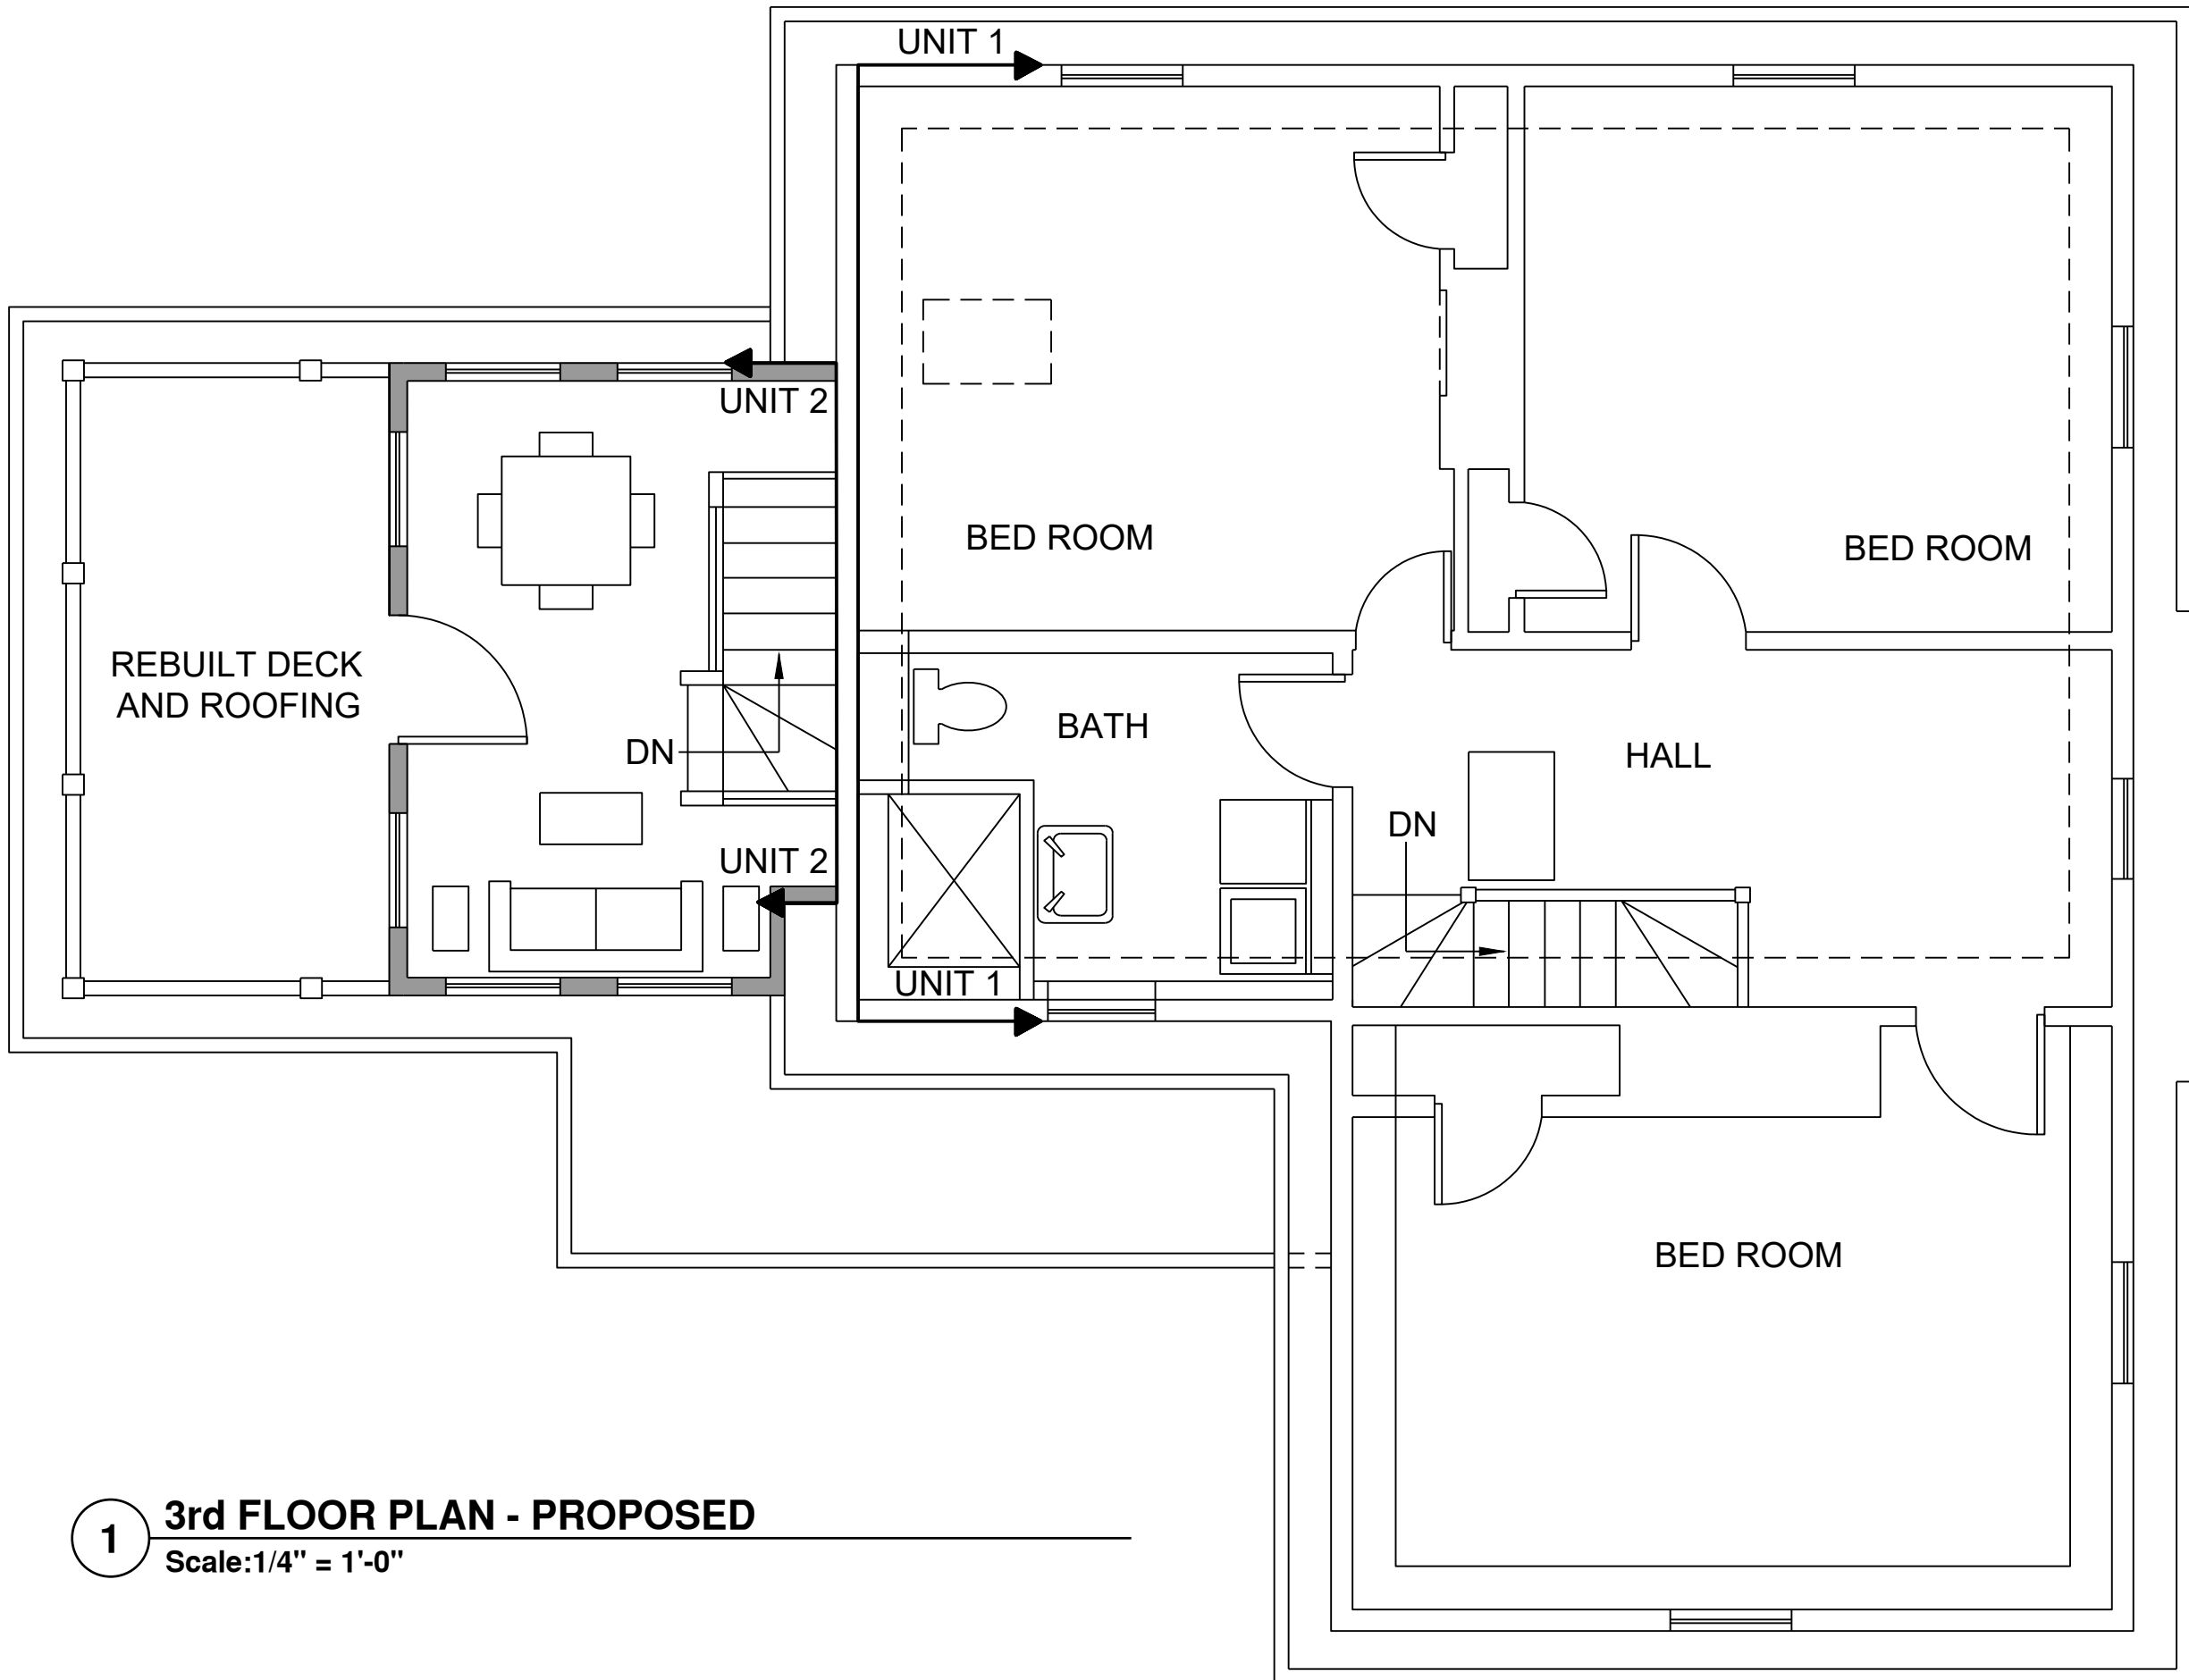 UNIT 1
UNIT 2
BED ROOM
BED ROOM
REBUILT DECK
AND ROOFING
DN
BATH
HALL
DN
UNIT 2
UNIT 1
BED ROOM
1
3rd FLOOR PLAN - PROPOSED
Scale:1/4" = 1'-0"